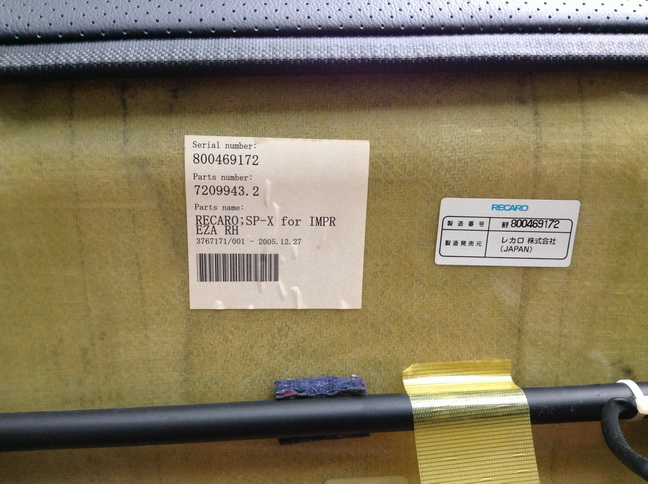 Serial number:
800469172
Parts number:
7209943.2
Parts name:
RECARO;SP-X for IMPR
EZA RH
3767171/001 - 2005.12.27
RECARO
製造番号 800469172
製造発売元 レカロ 株式会社
(JAPAN)